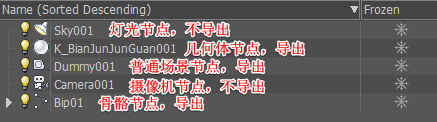 Name (Sorted Descending) Frozen
Sky001 灯光节点，不导出
K_BianJunJunGuan001 几何体节点，导出
Dummy001 普通场景节点，导出
Camera001 摄像机节点，不导出
Bip01 骨骼节点，导出